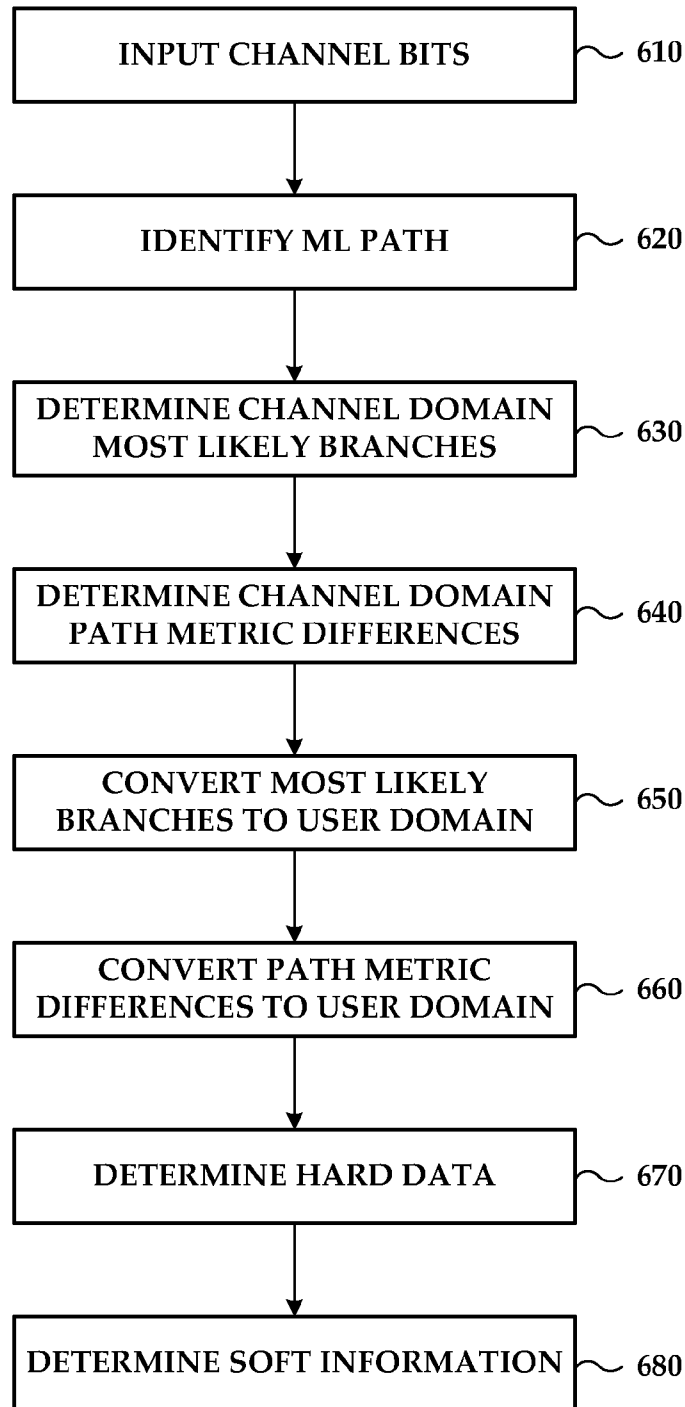 INPUT CHANNEL BITS
610
IDENTIFY ML PATH
620
DETERMINE CHANNEL DOMAIN
MOST LIKELY BRANCHES
630
DETERMINE CHANNEL DOMAIN
PATH METRIC DIFFERENCES
640
CONVERT MOST LIKELY
BRANCHES TO USER DOMAIN
650
CONVERT PATH METRIC
DIFFERENCES TO USER DOMAIN
660
DETERMINE HARD DATA
670
DETERMINE SOFT INFORMATION
680